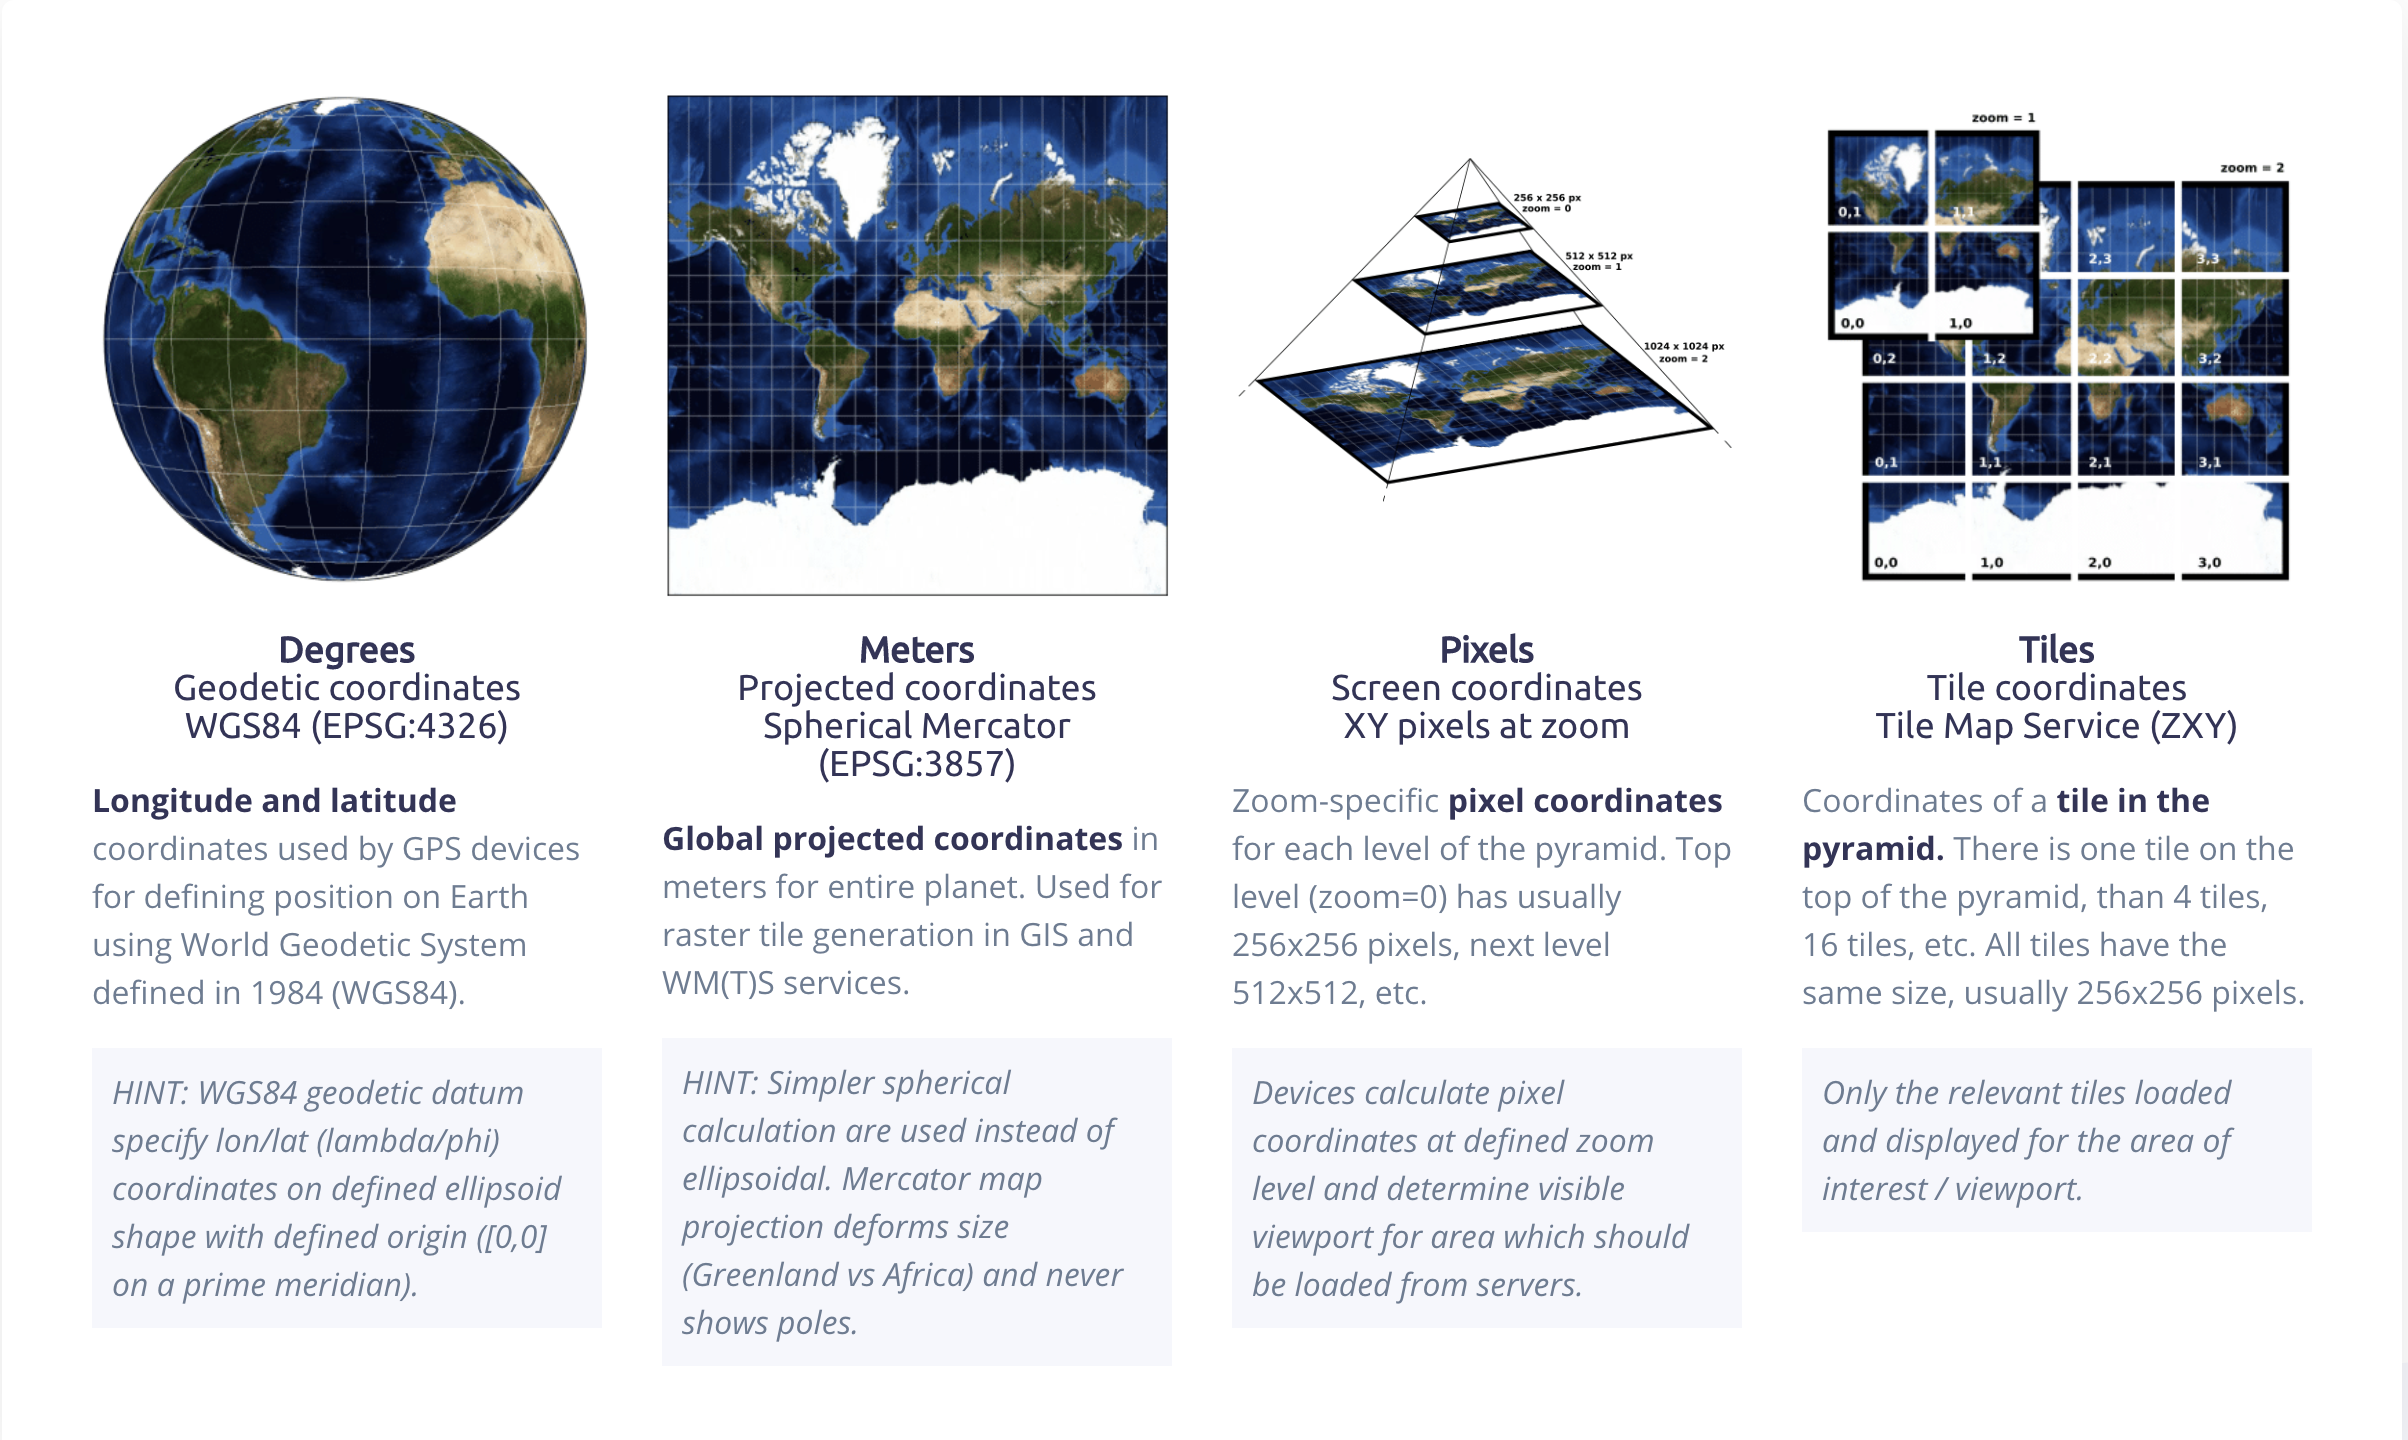 256 x 256 px
zoom = 0
512 x 512 px
zoom = 1
1024 x 1024 px
zoom = 2
zoom = 1
zoom = 2
0,1
1,1
0,0
1,0
2,3
3,3
0,2
1,2
2,2
3,2
0,1
1,1
2,1
3,1
0,0
1,0
2,0
3,0
Degrees
Geodetic coordinates
WGS84 (EPSG:4326)
Longitude and latitude
coordinates used by GPS devices
for defining position on Earth
using World Geodetic System
defined in 1984 (WGS84).
HINT: WGS84 geodetic datum
specify lon/lat (lambda/phi)
coordinates on defined ellipsoid
shape with defined origin ([0,0]
on a prime meridian).
Meters
Projected coordinates
Spherical Mercator
(EPSG:3857)
Global projected coordinates in
meters for entire planet. Used for
raster tile generation in GIS and
WM(T)S services.
HINT: Simpler spherical
calculation are used instead of
ellipsoidal. Mercator map
projection deforms size
(Greenland vs Africa) and never
shows poles.
Pixels
Screen coordinates
XY pixels at zoom
Zoom-specific pixel coordinates
for each level of the pyramid. Top
level (zoom=0) has usually
256x256 pixels, next level
512x512, etc.
Devices calculate pixel
coordinates at defined zoom
level and determine visible
viewport for area which should
be loaded from servers.
Tiles
Tile coordinates
Tile Map Service (ZXY)
Coordinates of a tile in the
pyramid. There is one tile on the
top of the pyramid, than 4 tiles,
16 tiles, etc. All tiles have the
same size, usually 256x256 pixels.
Only the relevant tiles loaded
and displayed for the area of
interest / viewport.